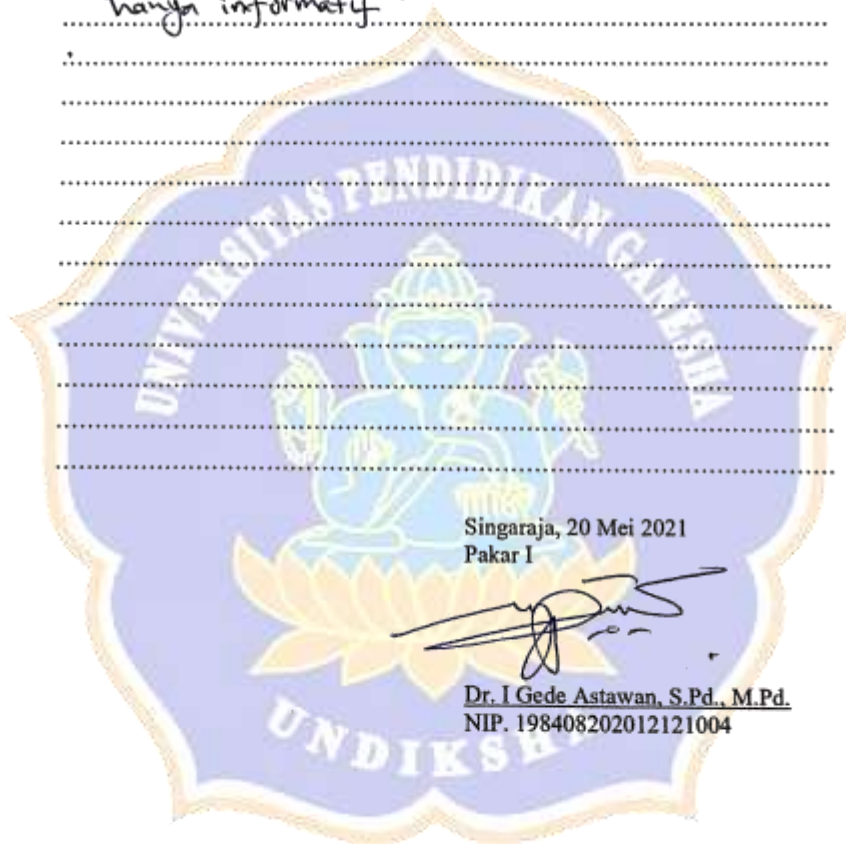 hanya informatif
UNIVERSITAS PENDIDIKAN GANESHA
Singaraja, 20 Mei 2021
Pakar I
Dr. I Gede Astawan, S.Pd., M.Pd.
NIP. 198408202012121004
UNDIKSHA